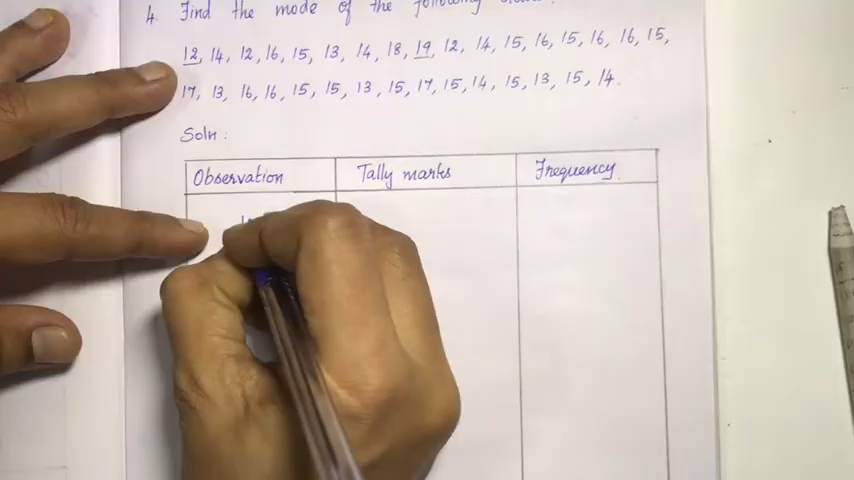 4. Find the mode of the following
12, 14, 12, 16, 15, 13, 14, 18, 19, 12, 14, 15, 16, 15, 16, 16, 15,
17, 13, 16, 16, 15, 15, 13, 15, 17, 15, 14, 15, 13, 15, 14.
Soln :
Observation Tally marks Frequency